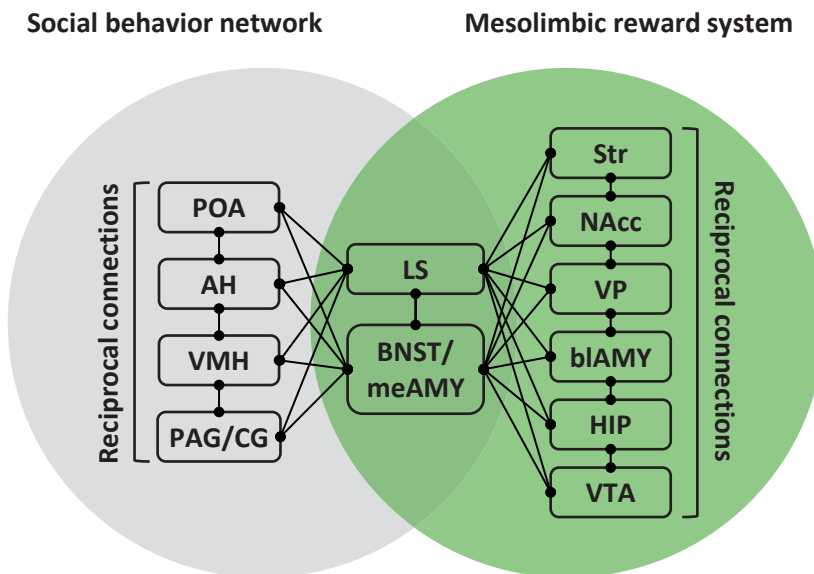 Social behavior network
Mesolimbic reward system
Reciprocal connections
POA
AH
VMH
PAG/CG
LS
BNST/
meAMY
Str
NAcc
VP
blAMY
HIP
VTA
Reciprocal connections